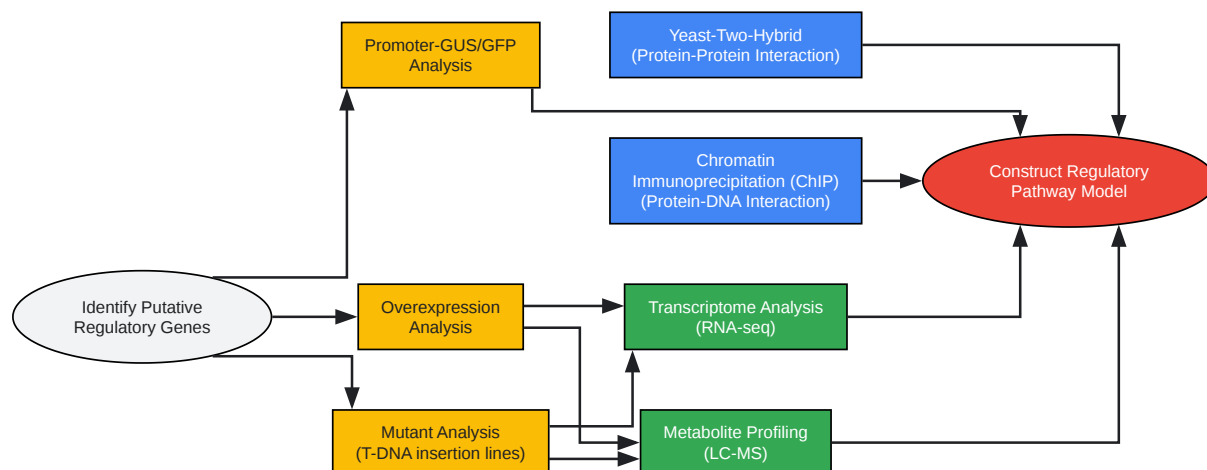 Promoter-GUS/GFP
Analysis
Yeast-Two-Hybrid
(Protein-Protein Interaction)
Chromatin
Immunoprecipitation (ChIP)
(Protein-DNA Interaction)
Construct Regulatory
Pathway Model
Identify Putative
Regulatory Genes
Overexpression
Analysis
Transcriptome Analysis
(RNA-seq)
Mutant Analysis
(T-DNA insertion lines)
Metabolite Profiling
(LC-MS)